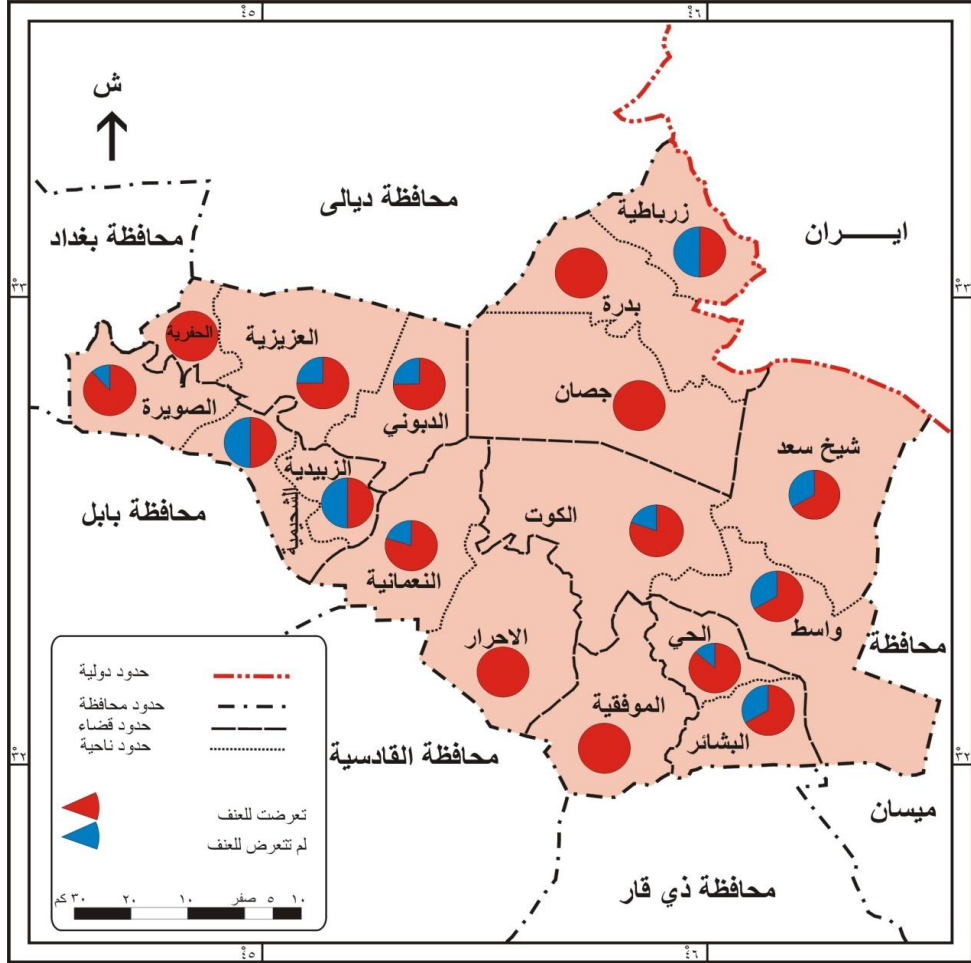 ٤٥°
٤٦°
ش
محافظة ديالى
محافظة بغداد
ايـــــران
زرباطية
بدرة
٣٣°
٣٣°
الحفرية
العزيزية
الصويرة
الدبوني
جصان
شيخ سعد
الزبيدية
الشحيمية
محافظة بابل
الكوت
النعمانية
واسط
الاحرار
الحي
محافظة
الموفقية
البشائر
محافظة القادسية
ميسان
محافظة ذي قار
حدود دولية
حدود محافظة
حدود قضاء
حدود ناحية
تعرضت للعنف
لم تتعرض للعنف
٣٠ كم ٢٠ ١٠ صفر ٥ ١٠
٣٢°
٣٢°
٤٥°
٤٦°